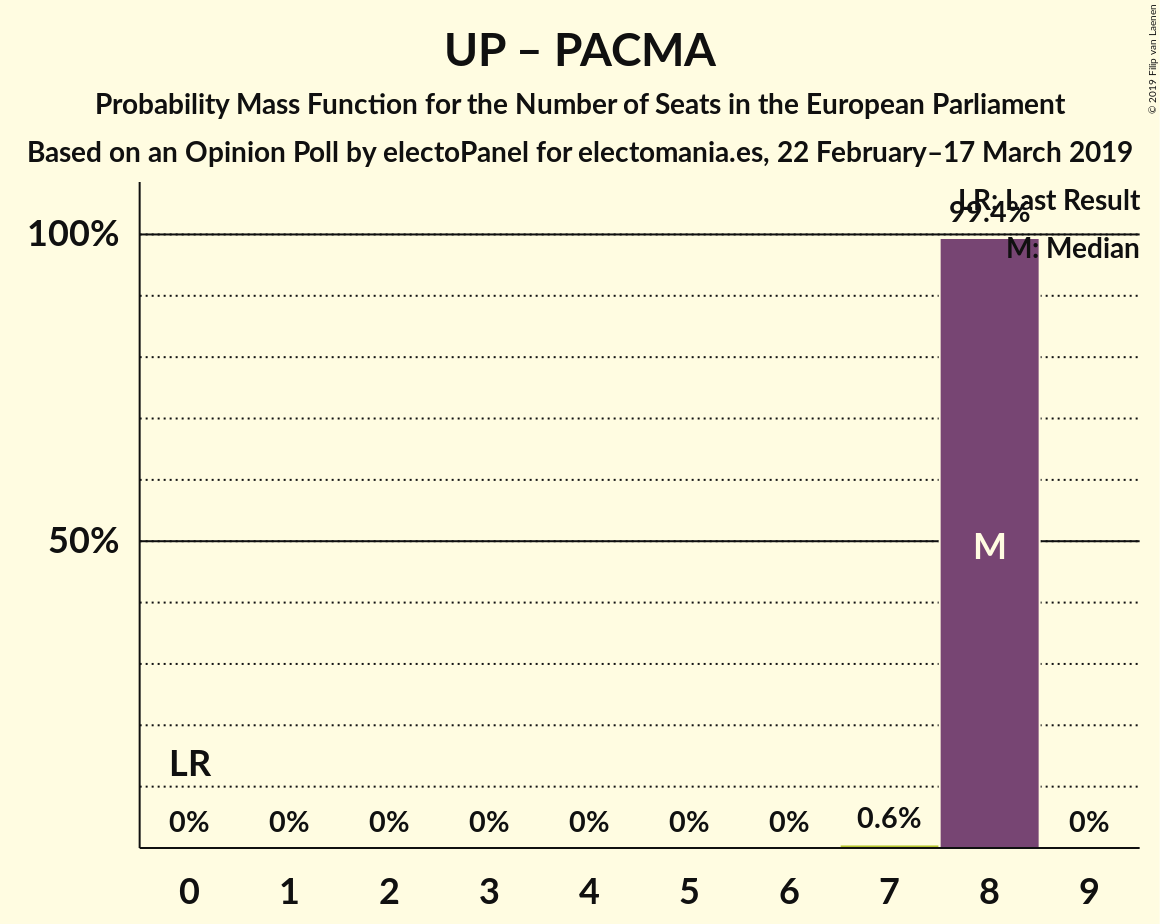 UP – PACMA
Probability Mass Function for the Number of Seats in the European Parliament
Based on an Opinion Poll by electoPanel for electomania.es, 22 February–17 March 2019
© 2019 Filip van Laenen
LR: Last Result
99.4%
100%
M: Median
50%
M
LR
0% 0% 0% 0% 0% 0% 0% 0.6% 0%
0 1 2 3 4 5 6 7 8 9